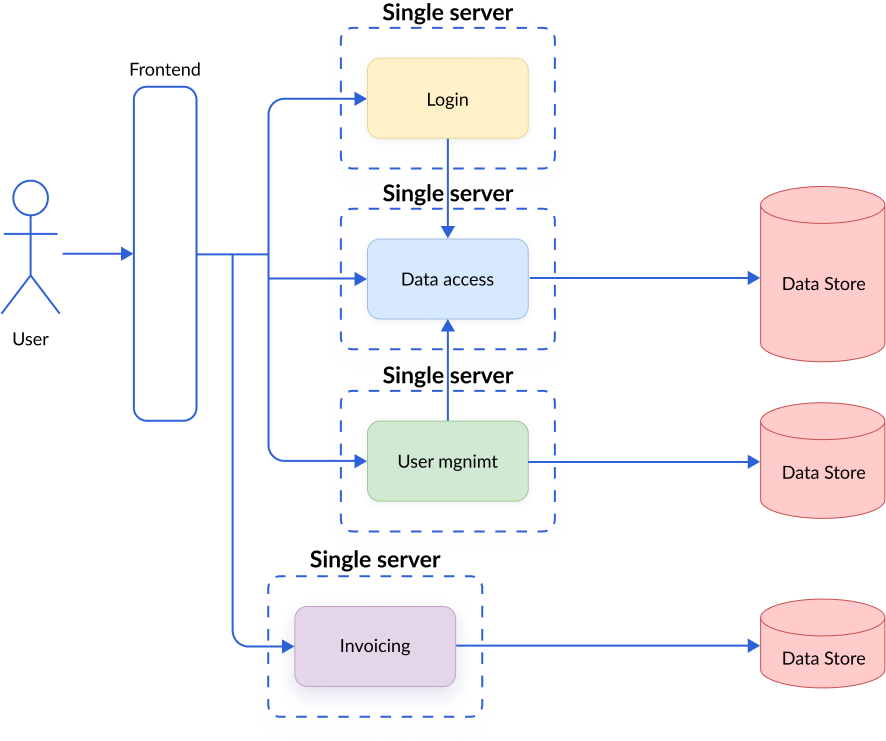 Single server
Frontend
Login
Single server
Data access
Data Store
User
Single server
User mgnimt
Data Store
Single server
Invoicing
Data Store